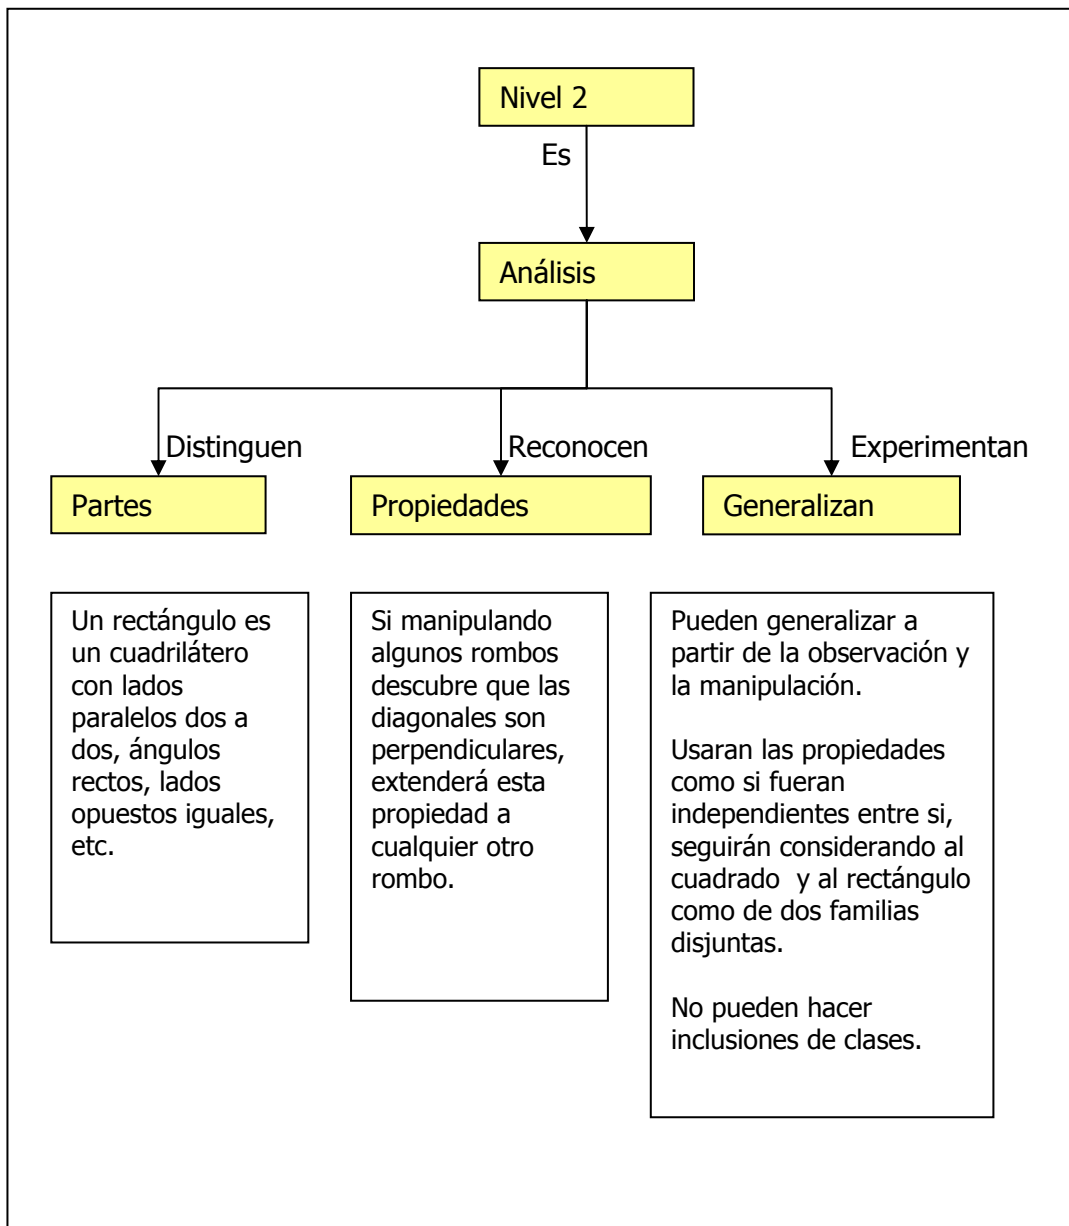 Nivel 2
Es
Análisis
Distinguen
Reconocen
Experimentan
Partes
Propiedades
Generalizan
Un rectángulo es
un cuadrilátero
con lados
paralelos dos a
dos, ángulos
rectos, lados
opuestos iguales,
etc.
Si manipulando
algunos rombos
descubre que las
diagonales son
perpendiculares,
extenderá esta
propiedad a
cualquier otro
rombo.
Pueden generalizar a
partir de la observación y
la manipulación.
Usaran las propiedades
como si fueran
independientes entre si,
seguirán considerando al
cuadrado y al rectángulo
como de dos familias
disjuntas.
No pueden hacer
inclusiones de clases.